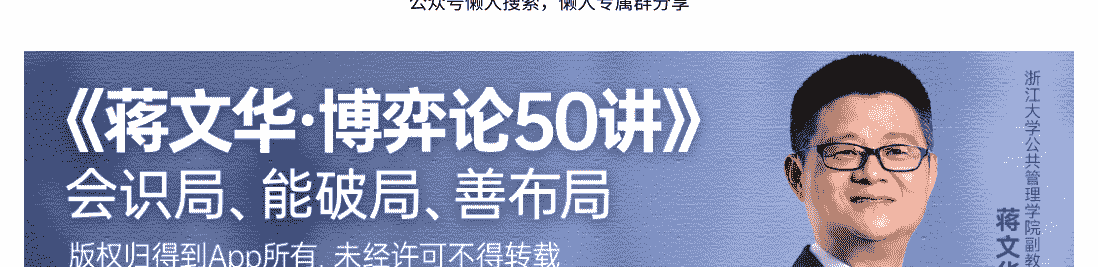 公众号懒人搜索，懒人专属群分享
《蒋文华·博弈论50讲》
会识局、能破局、善布局
版权归得到App所有，未经许可不得转载
浙江大学公共管理学院副教
蒋文华